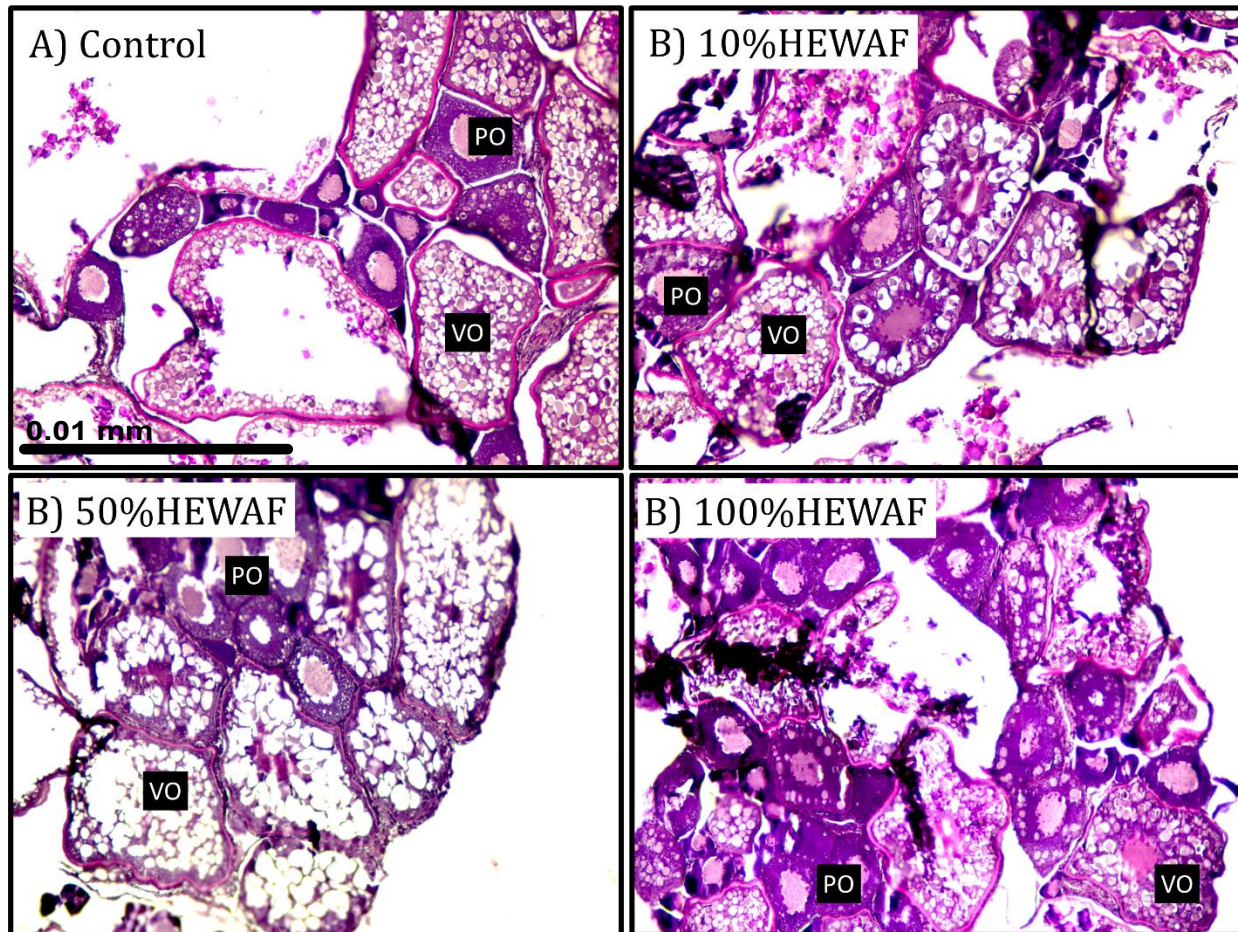 A) Control
PO
VO
0.01 mm
B) 10%HEWAF
PO
VO
B) 50%HEWAF
PO
VO
B) 100%HEWAF
PO
VO